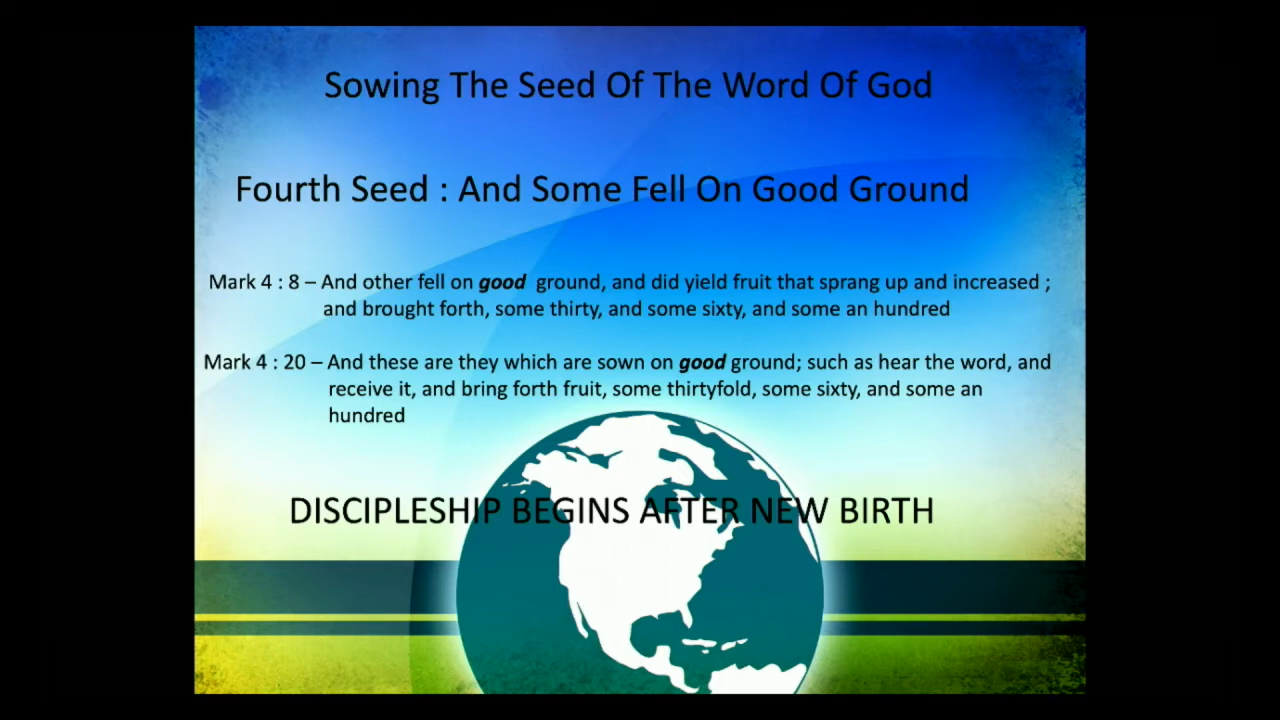 Sowing The Seed Of The Word Of God
Fourth Seed : And Some Fell On Good Ground
Mark 4 : 8 – And other fell on good ground, and did yield fruit that sprang up and increased ;
and brought forth, some thirty, and some sixty, and some an hundred
Mark 4 : 20 – And these are they which are sown on good ground; such as hear the word, and
receive it, and bring forth fruit, some thirtyfold, some sixty, and some an
hundred
DISCIPLESHIP BEGINS AFTER NEW BIRTH